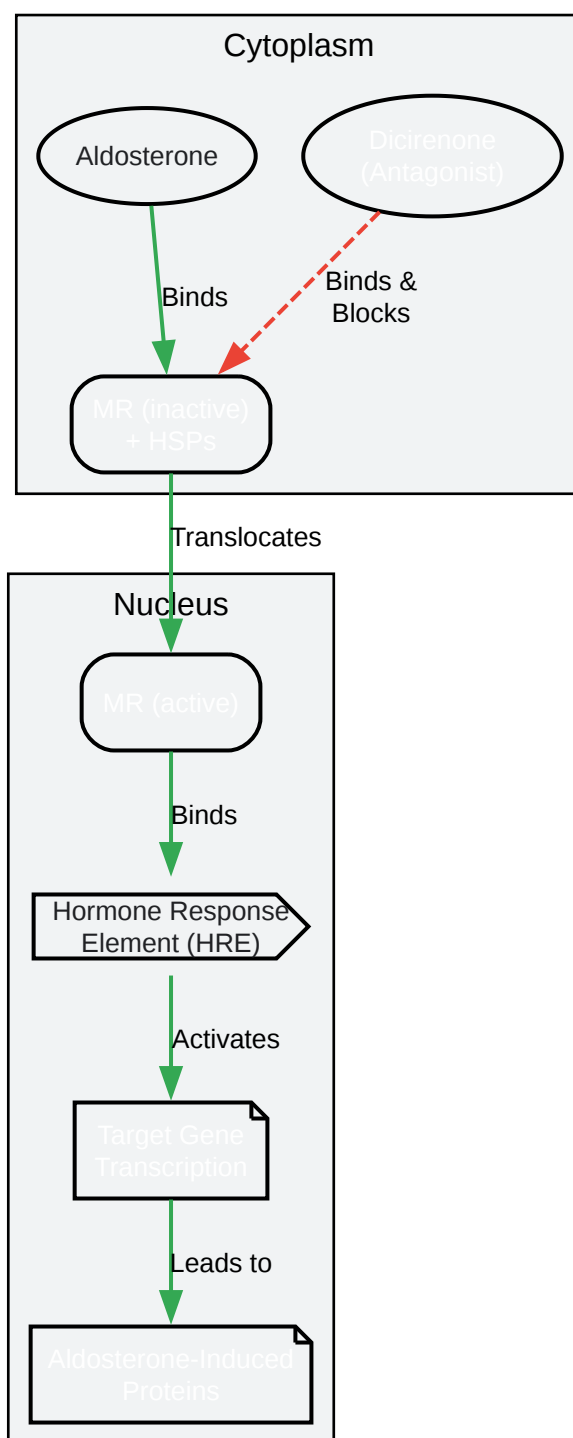 Cytoplasm
Aldosterone
Dicirenone
(Antagonist)
Binds
Binds &
Blocks
MR (inactive)
+ HSPs
Translocates
Nucleus
MR (active)
Binds
Hormone Response
Element (HRE)
Activates
Target Gene
Transcription
Leads to
Aldosterone-Induced
Proteins